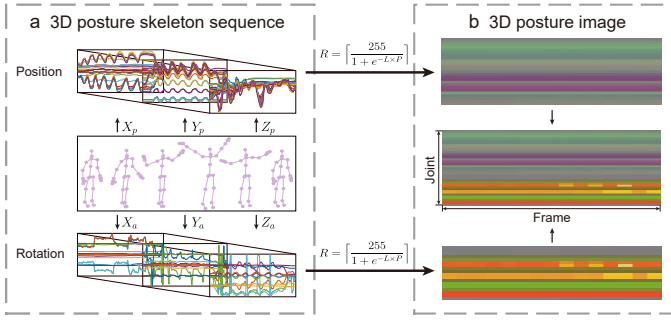 a 3D posture skeleton sequence
b 3D posture image
Position
R = ⌈ 255 / 1 + e^{-L×P} ⌉
X_p Y_p Z_p
Joint
X_a Y_a Z_a
Frame
Rotation
R = ⌈ 255 / 1 + e^{-L×P} ⌉